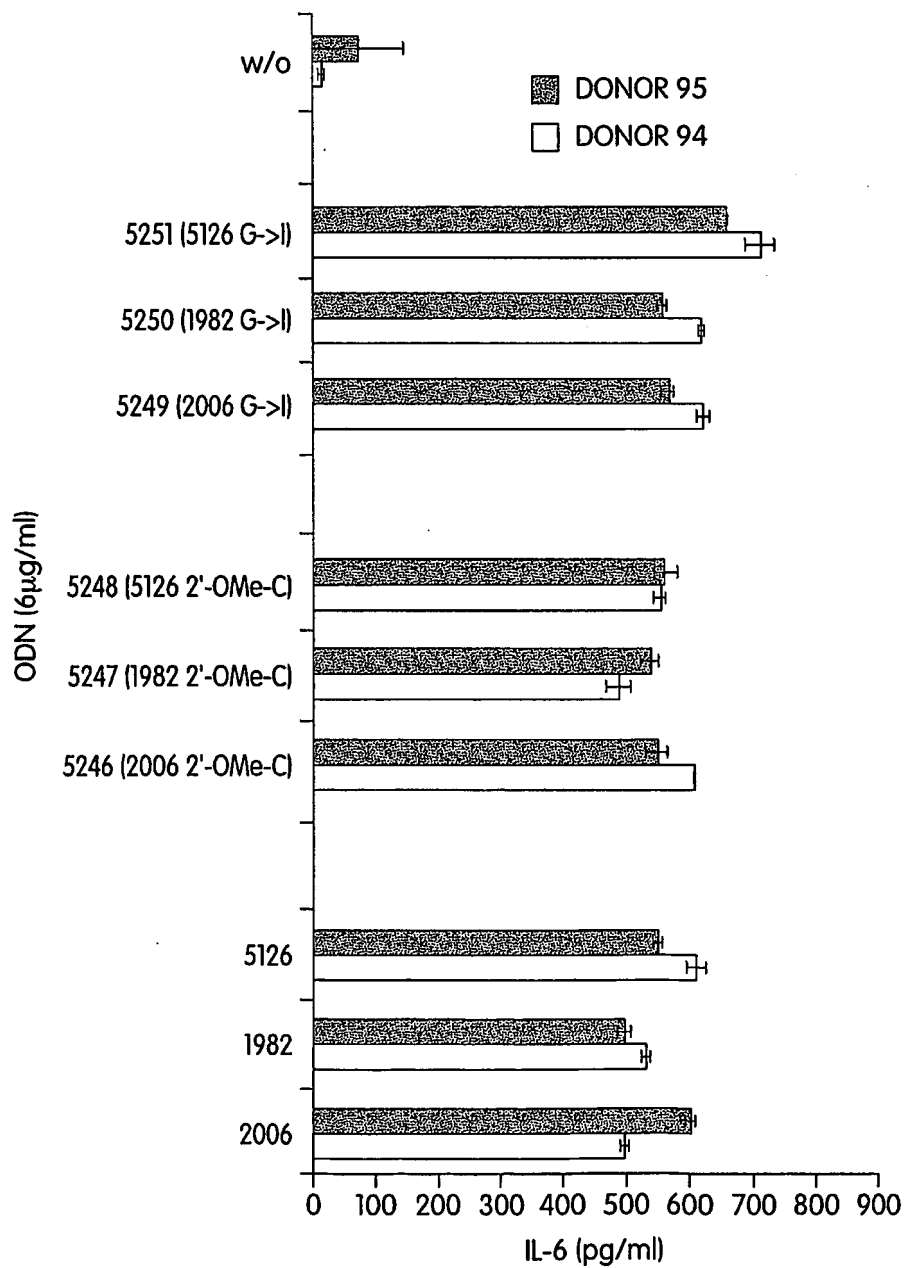 w/o
DONOR 95
DONOR 94
5251 (5126 G->I)
5250 (1982 G->I)
5249 (2006 G->I)
5248 (5126 2'-OMe-C)
5247 (1982 2'-OMe-C)
5246 (2006 2'-OMe-C)
5126
1982
2006
ODN (6µg/ml)
0 100 200 300 400 500 600 700 800 900
IL-6 (pg/ml)